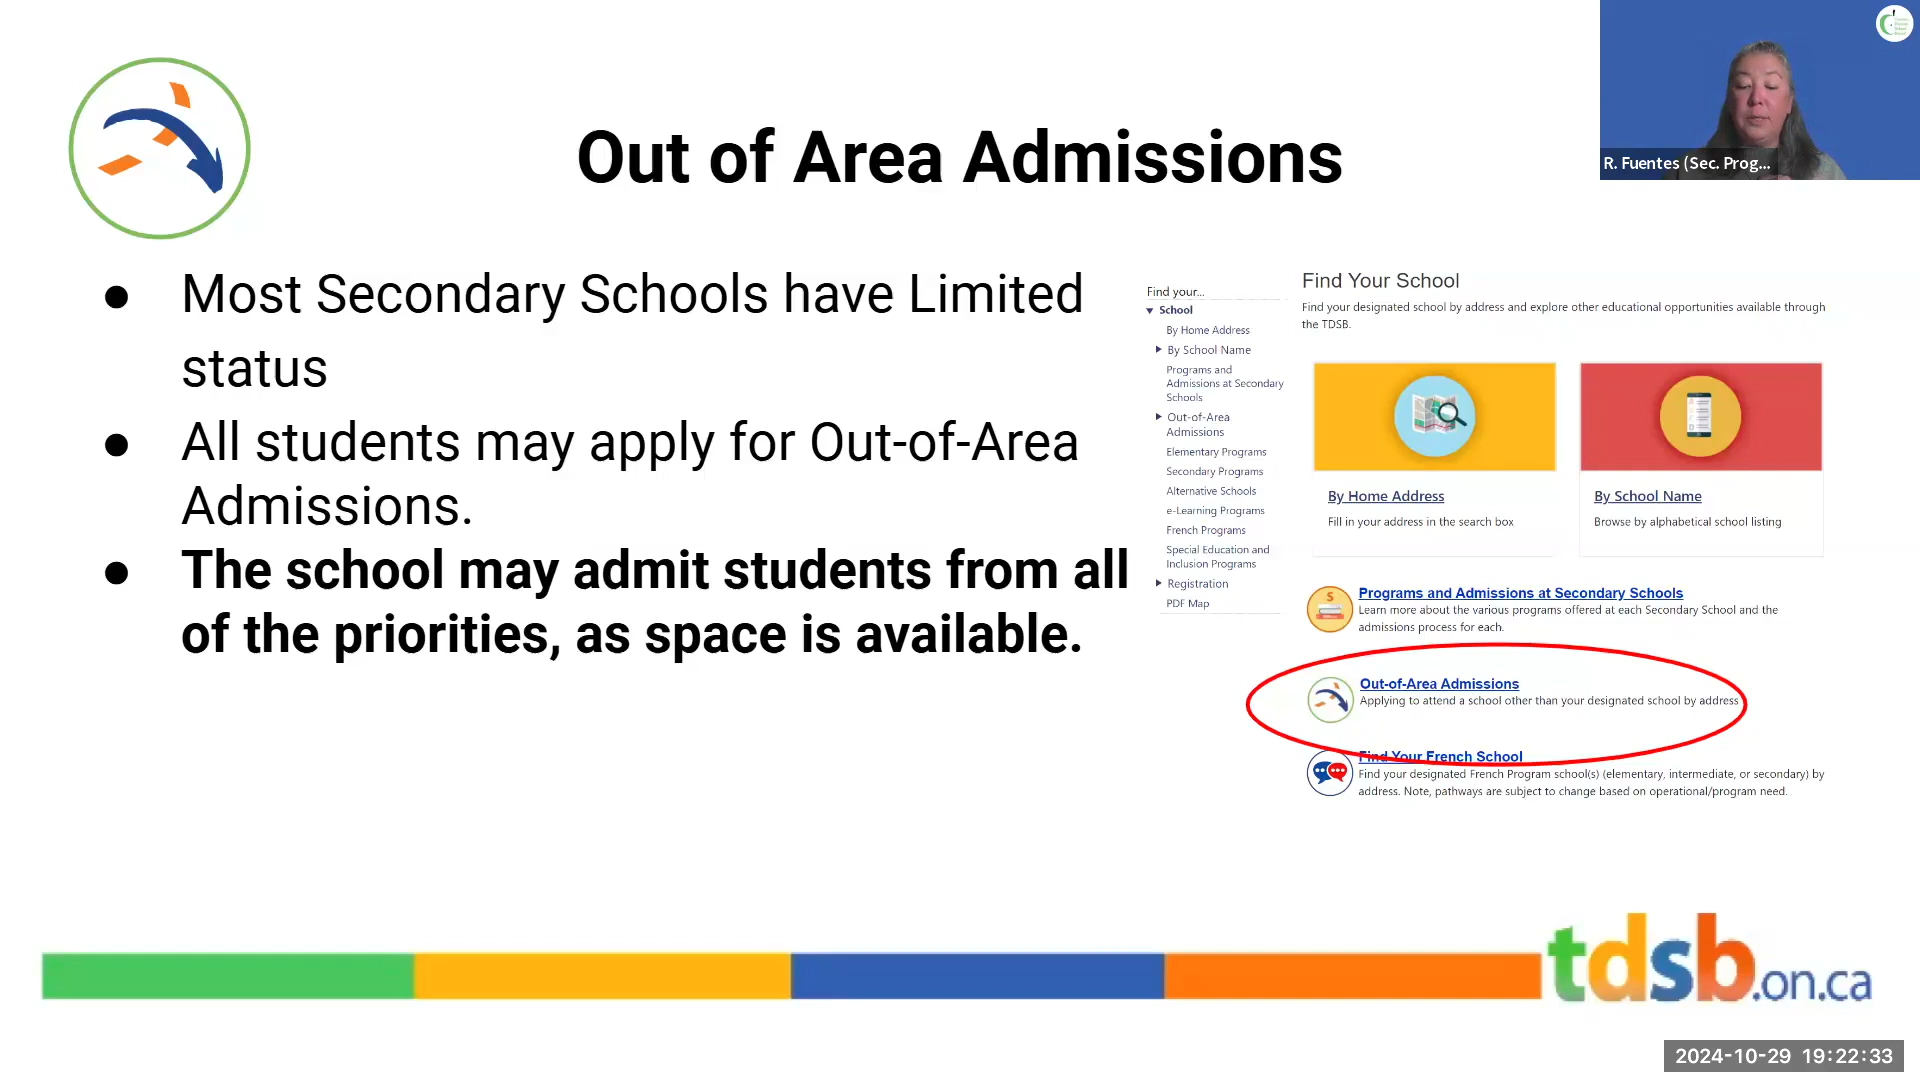 Out of Area Admissions
R. Fuentes (Sec. Prog...
● Most Secondary Schools have Limited
status
● All students may apply for Out-of-Area
Admissions.
● The school may admit students from all
of the priorities, as space is available.
Find your...
School
By Home Address
By School Name
Programs and
Admissions at Secondary
Schools
Out-of-Area
Admissions
Elementary Programs
Secondary Programs
Alternative Schools
e-Learning Programs
French Programs
Special Education and
Inclusion Programs
Registration
PDF Map
Find Your School
Find your designated school by address and explore other educational opportunities available through
the TDSB.
By Home Address
Fill in your address in the search box
By School Name
Browse by alphabetical school listing
Programs and Admissions at Secondary Schools
Learn more about the various programs offered at each Secondary School and the
admissions process for each.
Out-of-Area Admissions
Applying to attend a school other than your designated school by address
Find Your French School
Find your designated French Program school(s) (elementary, intermediate, or secondary) by
address. Note, pathways are subject to change based on operational/program need.
tdsb.on.ca
2024-10-29 19:22:33